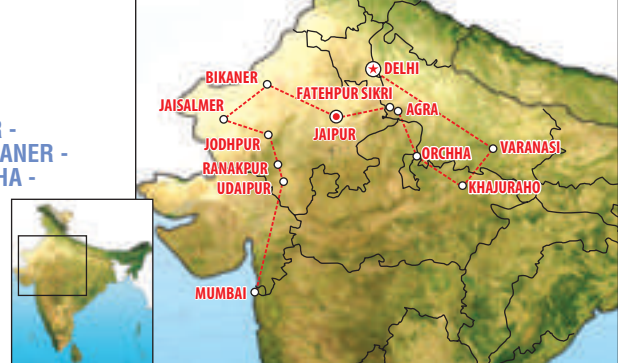 DELHI
BIKANER
FATEHPUR SIKRI
JAISALMER
AGRA
JAIPUR
R -
JODHPUR
ANER -
ORCHHA
VARANASI
RANAKPUR
HA -
UDAIPUR
KHAJURAHO
MUMBAI